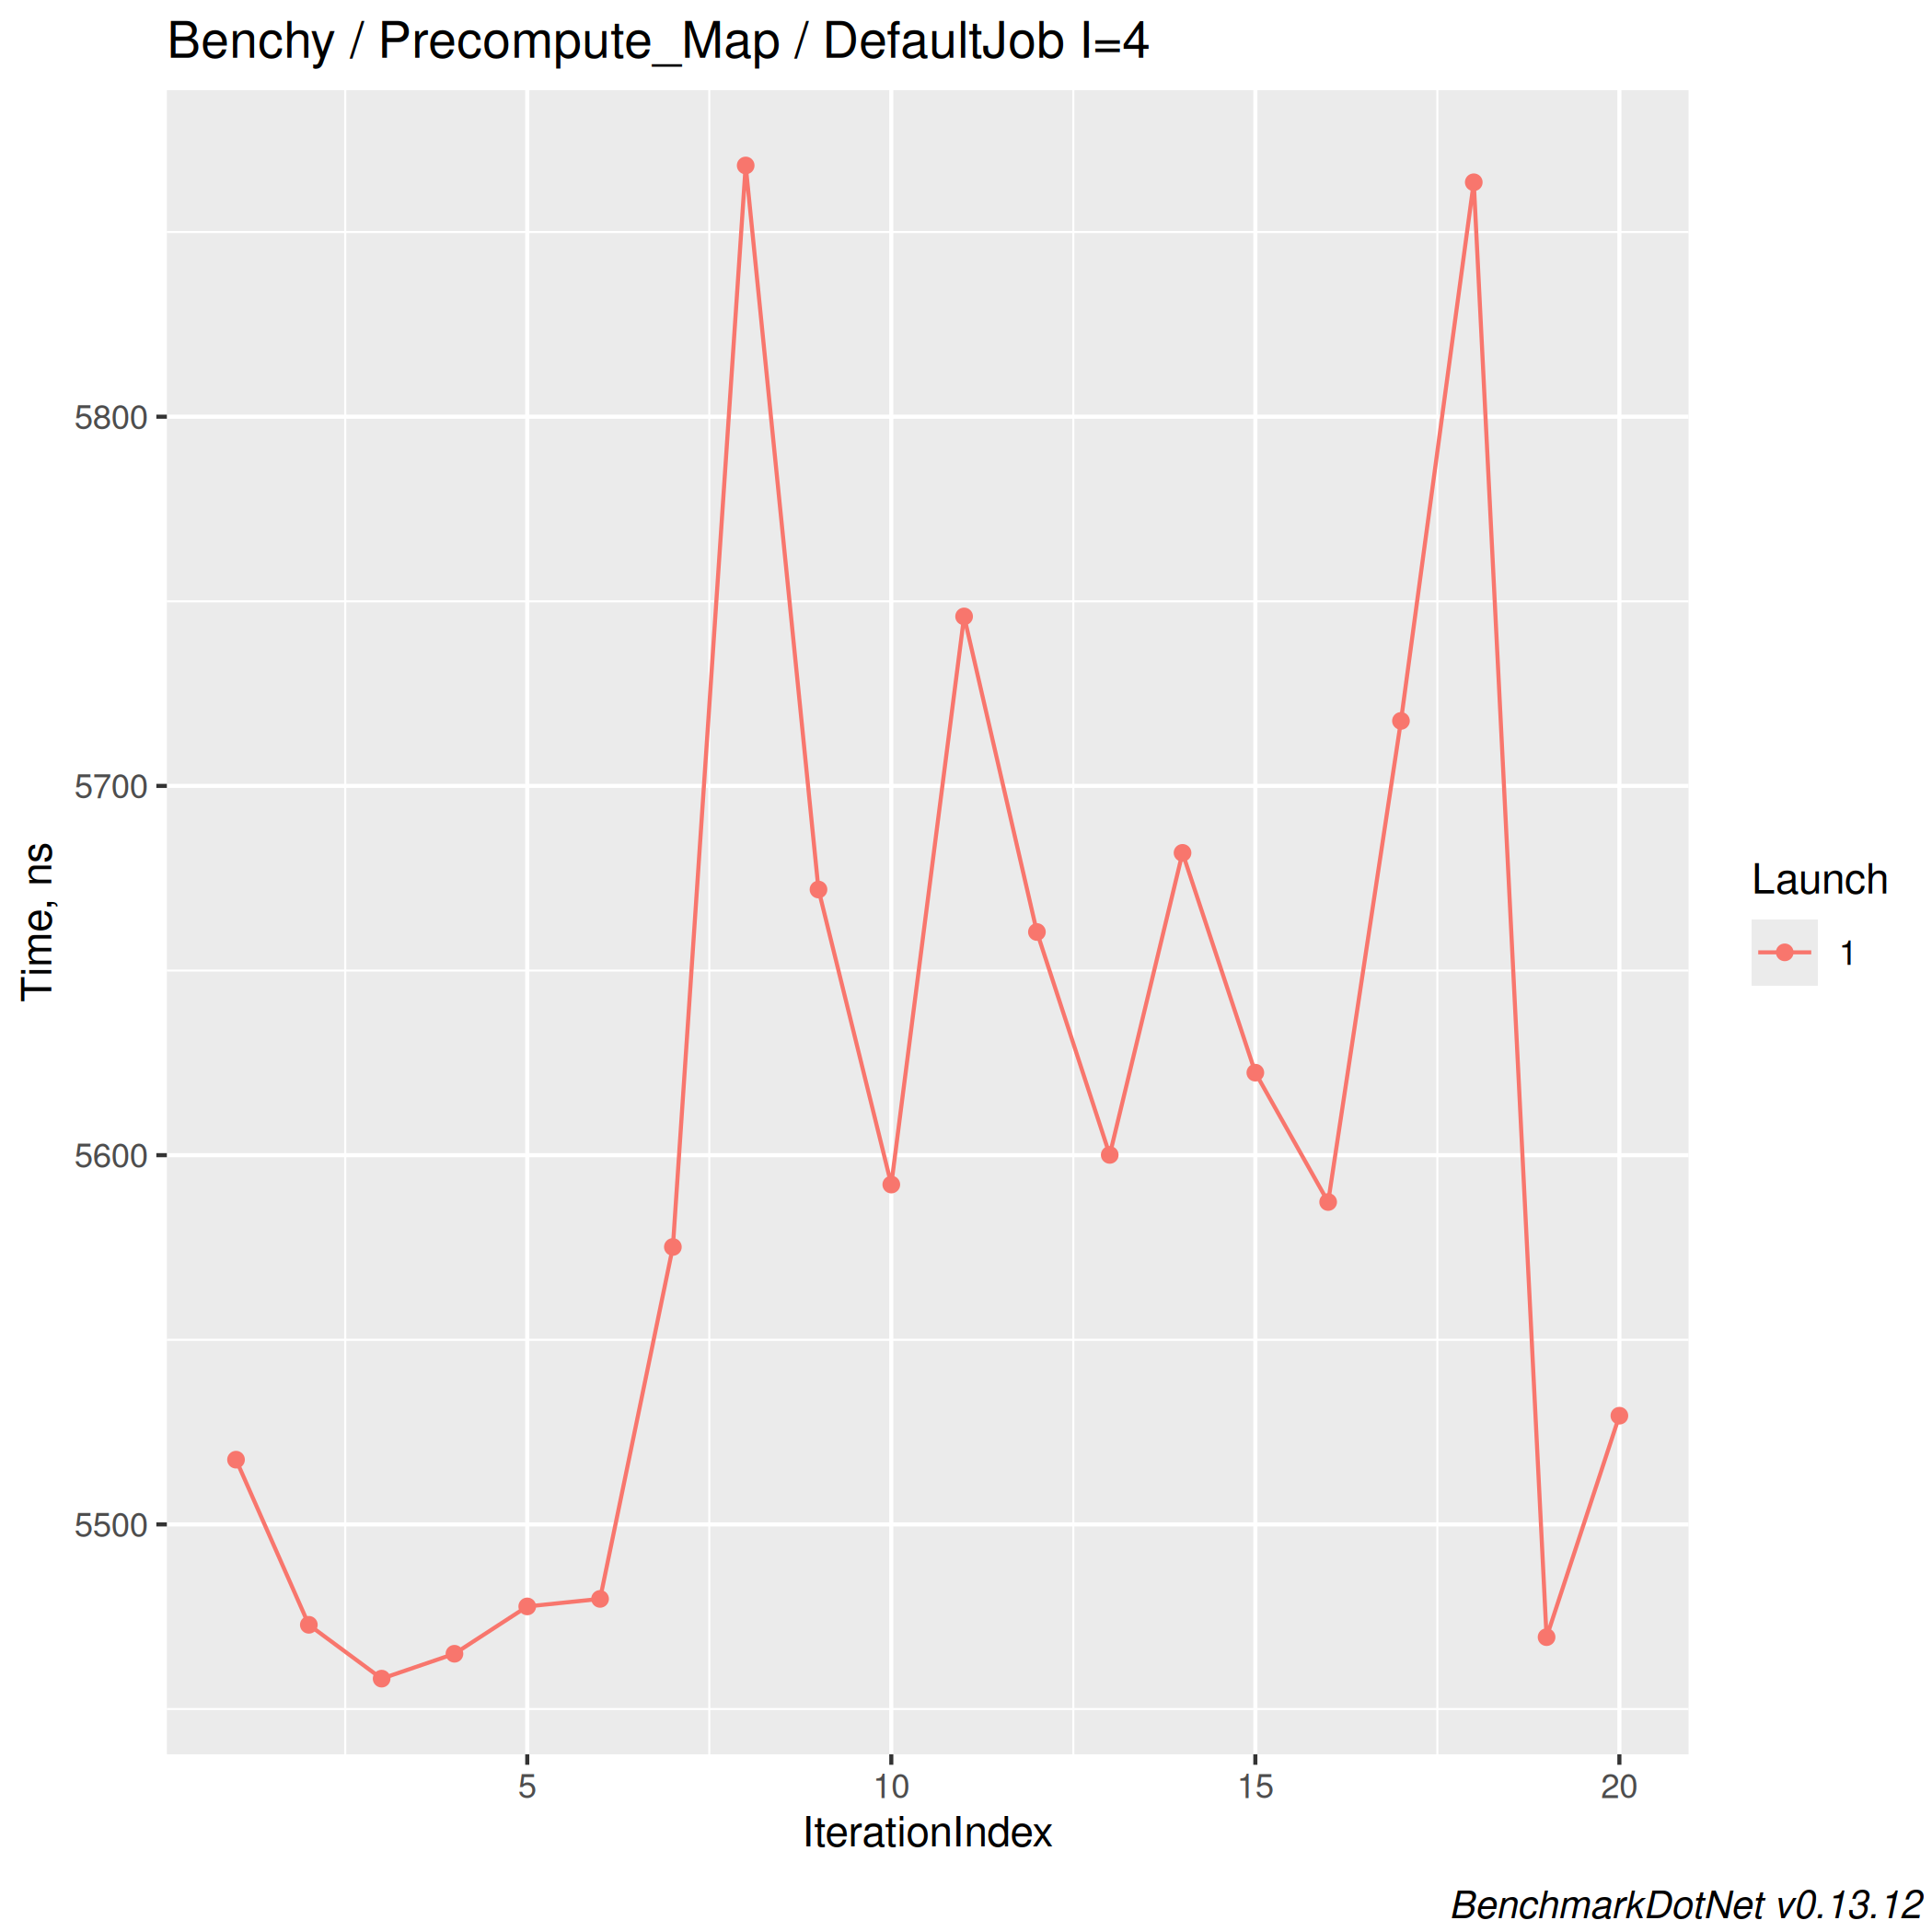 Benchy / Precompute_Map / DefaultJob I=4
Time, ns
5800
5700
5600
5500
5
10
15
20
IterationIndex
Launch
1
BenchmarkDotNet v0.13.12